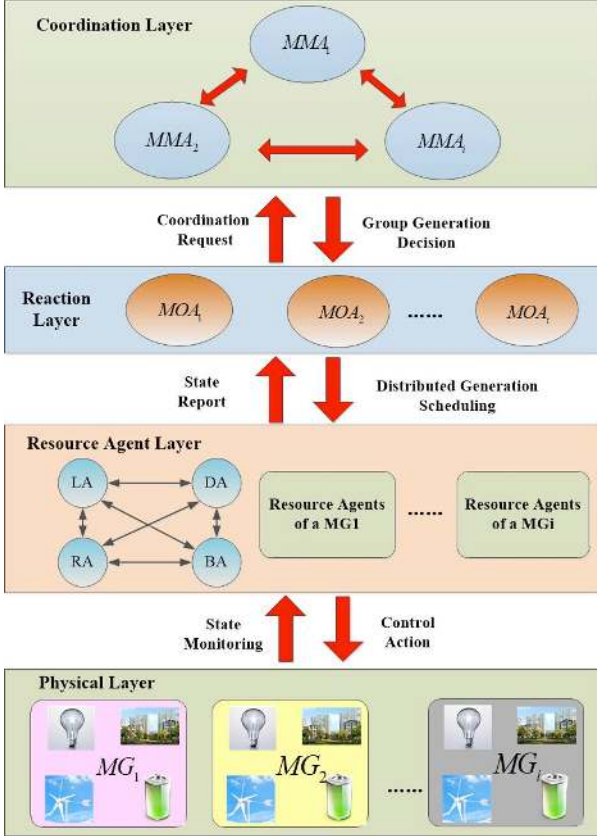 Coordination Layer
MMA₁
MMA₂
MMAᵢ
Coordination
Request
Group Generation
Decision
Reaction
Layer
MOA₁
MOA₂
......
MOAᵢ
State
Report
Distributed Generation
Scheduling
Resource Agent Layer
LA
DA
RA
BA
Resource Agents
of a MG1
......
Resource Agents
of a MGi
State
Monitoring
Control
Action
Physical Layer
MG₁
MG₂
......
MGᵢ